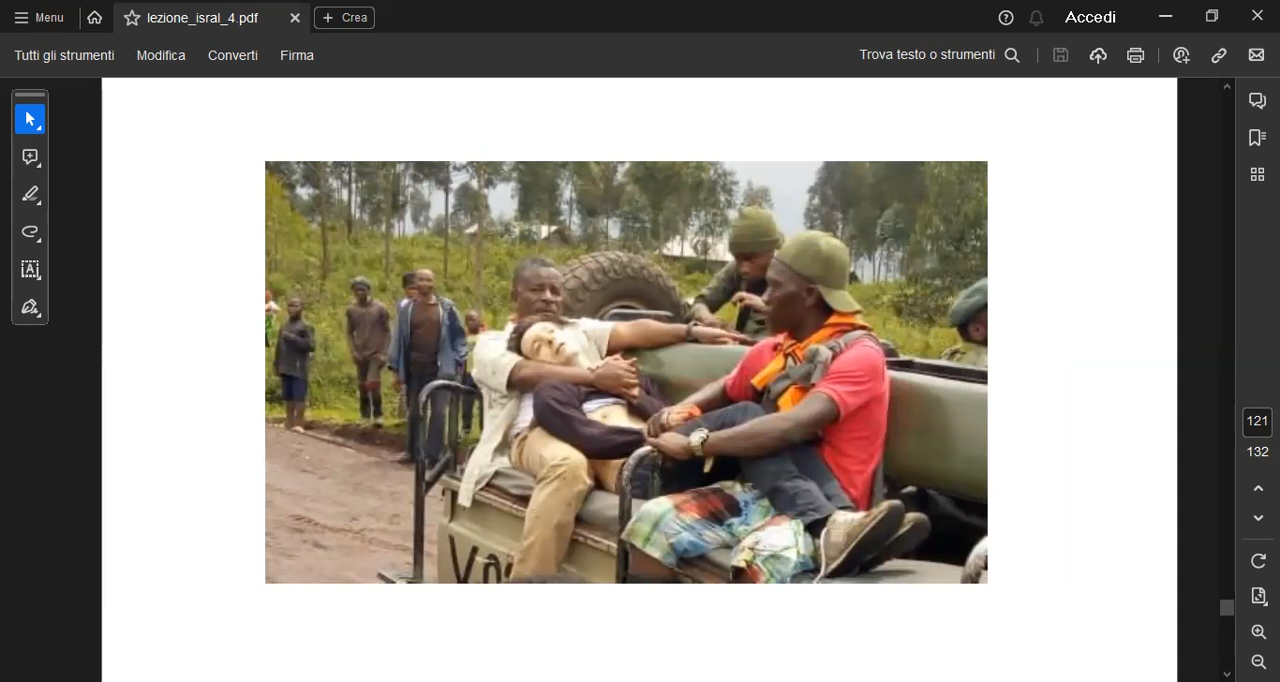 Menu
lezione_isral_4.pdf
Crea
Accedi
Tutti gli strumenti
Modifica
Converti
Firma
Trova testo o strumenti
121
132